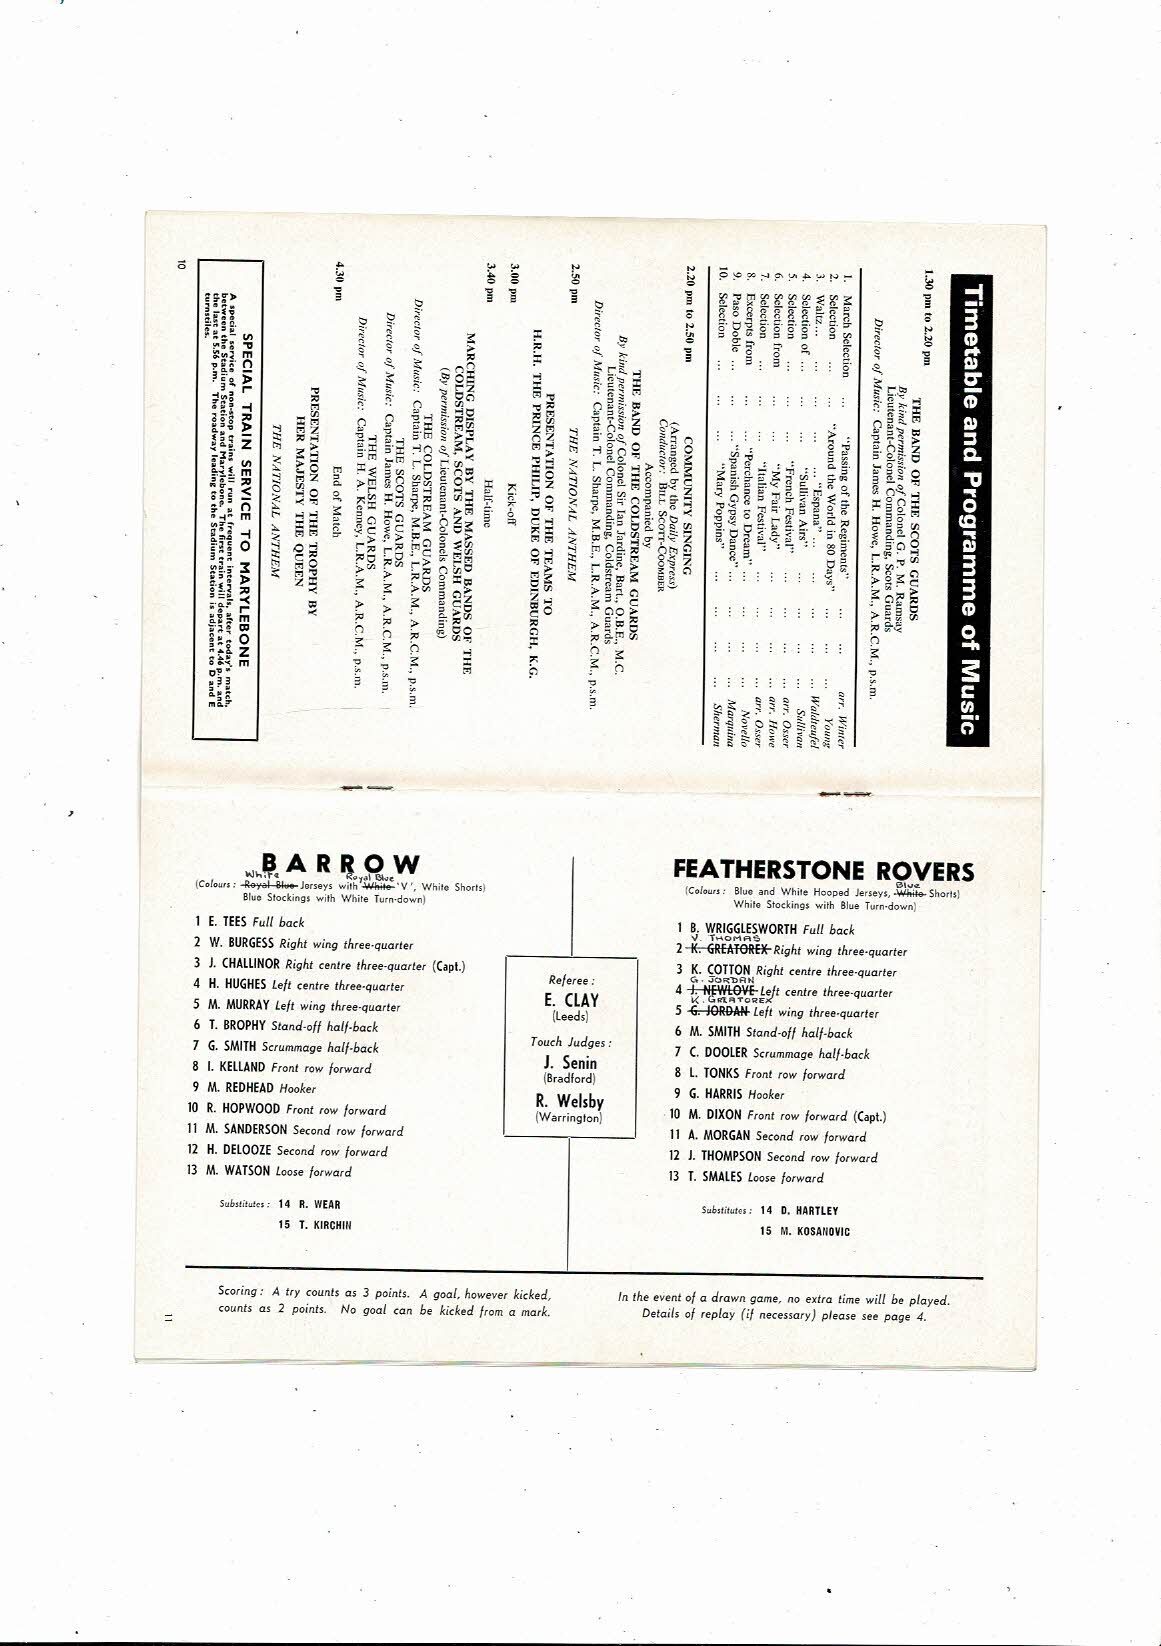 Timetable and Programme of Music
1.30 pm to 2.20 pm
THE BAND OF THE SCOTS GUARDS
By kind permission of Colonel G. P. M. Ramsay
Lieutenant-Colonel Commanding, Scots Guards
Director of Music: Captain James H. Howe, L.R.A.M., A.R.C.M., p.s.m.
1. March Selection ... "Passing of the Regiments" ... ... arr. Winter
2. Selection ... ... "Around the World in 80 Days" ... ... Young
3. Waltz... ... ... ... "Espana" ... ... ... ... Waldteufel
4. Selection of ... ... ... "Sullivan Airs" ... ... ... ... Sullivan
5. Selection ... ... ... "French Festival" ... ... ... arr. Osser
6. Selection from ... ... "My Fair Lady" ... ... ... arr. Howe
7. Selection ... ... ... "Italian Festival" ... ... ... arr. Osser
8. Excerpts from ... ... "Perchance to Dream" ... ... ... Novello
9. Paso Doble ... ... ... "Spanish Gypsy Dance" ... ... ... Marquina
10. Selection ... ... ... "Mary Poppins" ... ... ... ... Sherman
2.20 pm to 2.50 pm
COMMUNITY SINGING
(Arranged by the Daily Express)
Conductor: BILL SCOTT-COOMBER
Accompanied by
THE BAND OF THE COLDSTREAM GUARDS
By kind permission of Colonel Sir Ian Jardine, Bart., O.B.E., M.C.
Lieutenant-Colonel Commanding, Coldstream Guards
Director of Music: Captain T. L. Sharpe, M.B.E., L.R.A.M., A.R.C.M., p.s.m.
2.50 pm
THE NATIONAL ANTHEM
PRESENTATION OF THE TEAMS TO
H.R.H. THE PRINCE PHILIP, DUKE OF EDINBURGH, K.G.
3.00 pm Kick-off
3.40 pm Half-time
MARCHING DISPLAY BY THE MASSED BANDS OF THE
COLDSTREAM, SCOTS AND WELSH GUARDS
(By permission of Lieutenant-Colonels Commanding)
THE COLDSTREAM GUARDS
Director of Music: Captain T. L. Sharpe, M.B.E., L.R.A.M., A.R.C.M., p.s.m.
THE SCOTS GUARDS
Director of Music: Captain James H. Howe, L.R.A.M., A.R.C.M., p.s.m.
THE WELSH GUARDS
Director of Music: Captain H. A. Kenney, L.R.A.M., A.R.C.M., p.s.m.
4.30 pm End of Match
PRESENTATION OF THE TROPHY BY
HER MAJESTY THE QUEEN
THE NATIONAL ANTHEM
SPECIAL TRAIN SERVICE TO MARYLEBONE
A special service of non-stop trains will run at frequent intervals, after today's match,
between the Stadium Station and Marylebone. The first train will depart at 4.46 p.m. and
the last at 5.56 p.m. The roadway leading to the Stadium Station is adjacent to D and E
turnstiles.
10
BARROW
White Royal Blue
(Colours : Royal Blue Jerseys with White 'V', White Shorts)
Blue Stockings with White Turn-down)
1 E. TEES Full back
2 W. BURGESS Right wing three-quarter
3 J. CHALLINOR Right centre three-quarter (Capt.)
4 H. HUGHES Left centre three-quarter
5 M. MURRAY Left wing three-quarter
6 T. BROPHY Stand-off half-back
7 G. SMITH Scrummage half-back
8 I. KELLAND Front row forward
9 M. REDHEAD Hooker
10 R. HOPWOOD Front row forward
11 M. SANDERSON Second row forward
12 H. DELOOZE Second row forward
13 M. WATSON Loose forward
Substitutes : 14 R. WEAR
15 T. KIRCHIN
Referee :
E. CLAY
(Leeds)
Touch Judges :
J. Senin
(Bradford)
R. Welsby
(Warrington)
FEATHERSTONE ROVERS
Blue
(Colours : Blue and White Hooped Jerseys, White Shorts)
White Stockings with Blue Turn-down)
1 B. WRIGGLESWORTH Full back
V. THOMAS
2 K. GREATOREX Right wing three-quarter
3 K. COTTON Right centre three-quarter
G. JORDAN
4 J. NEWLOVE Left centre three-quarter
K. GREATOREX
5 G. JORDAN Left wing three-quarter
6 M. SMITH Stand-off half-back
7 C. DOOLER Scrummage half-back
8 L. TONKS Front row forward
9 G. HARRIS Hooker
10 M. DIXON Front row forward (Capt.)
11 A. MORGAN Second row forward
12 J. THOMPSON Second row forward
13 T. SMALES Loose forward
Substitutes : 14 D. HARTLEY
15 M. KOSANOVIC
Scoring : A try counts as 3 points. A goal, however kicked,
counts as 2 points. No goal can be kicked from a mark.
In the event of a drawn game, no extra time will be played.
Details of replay (if necessary) please see page 4.
11